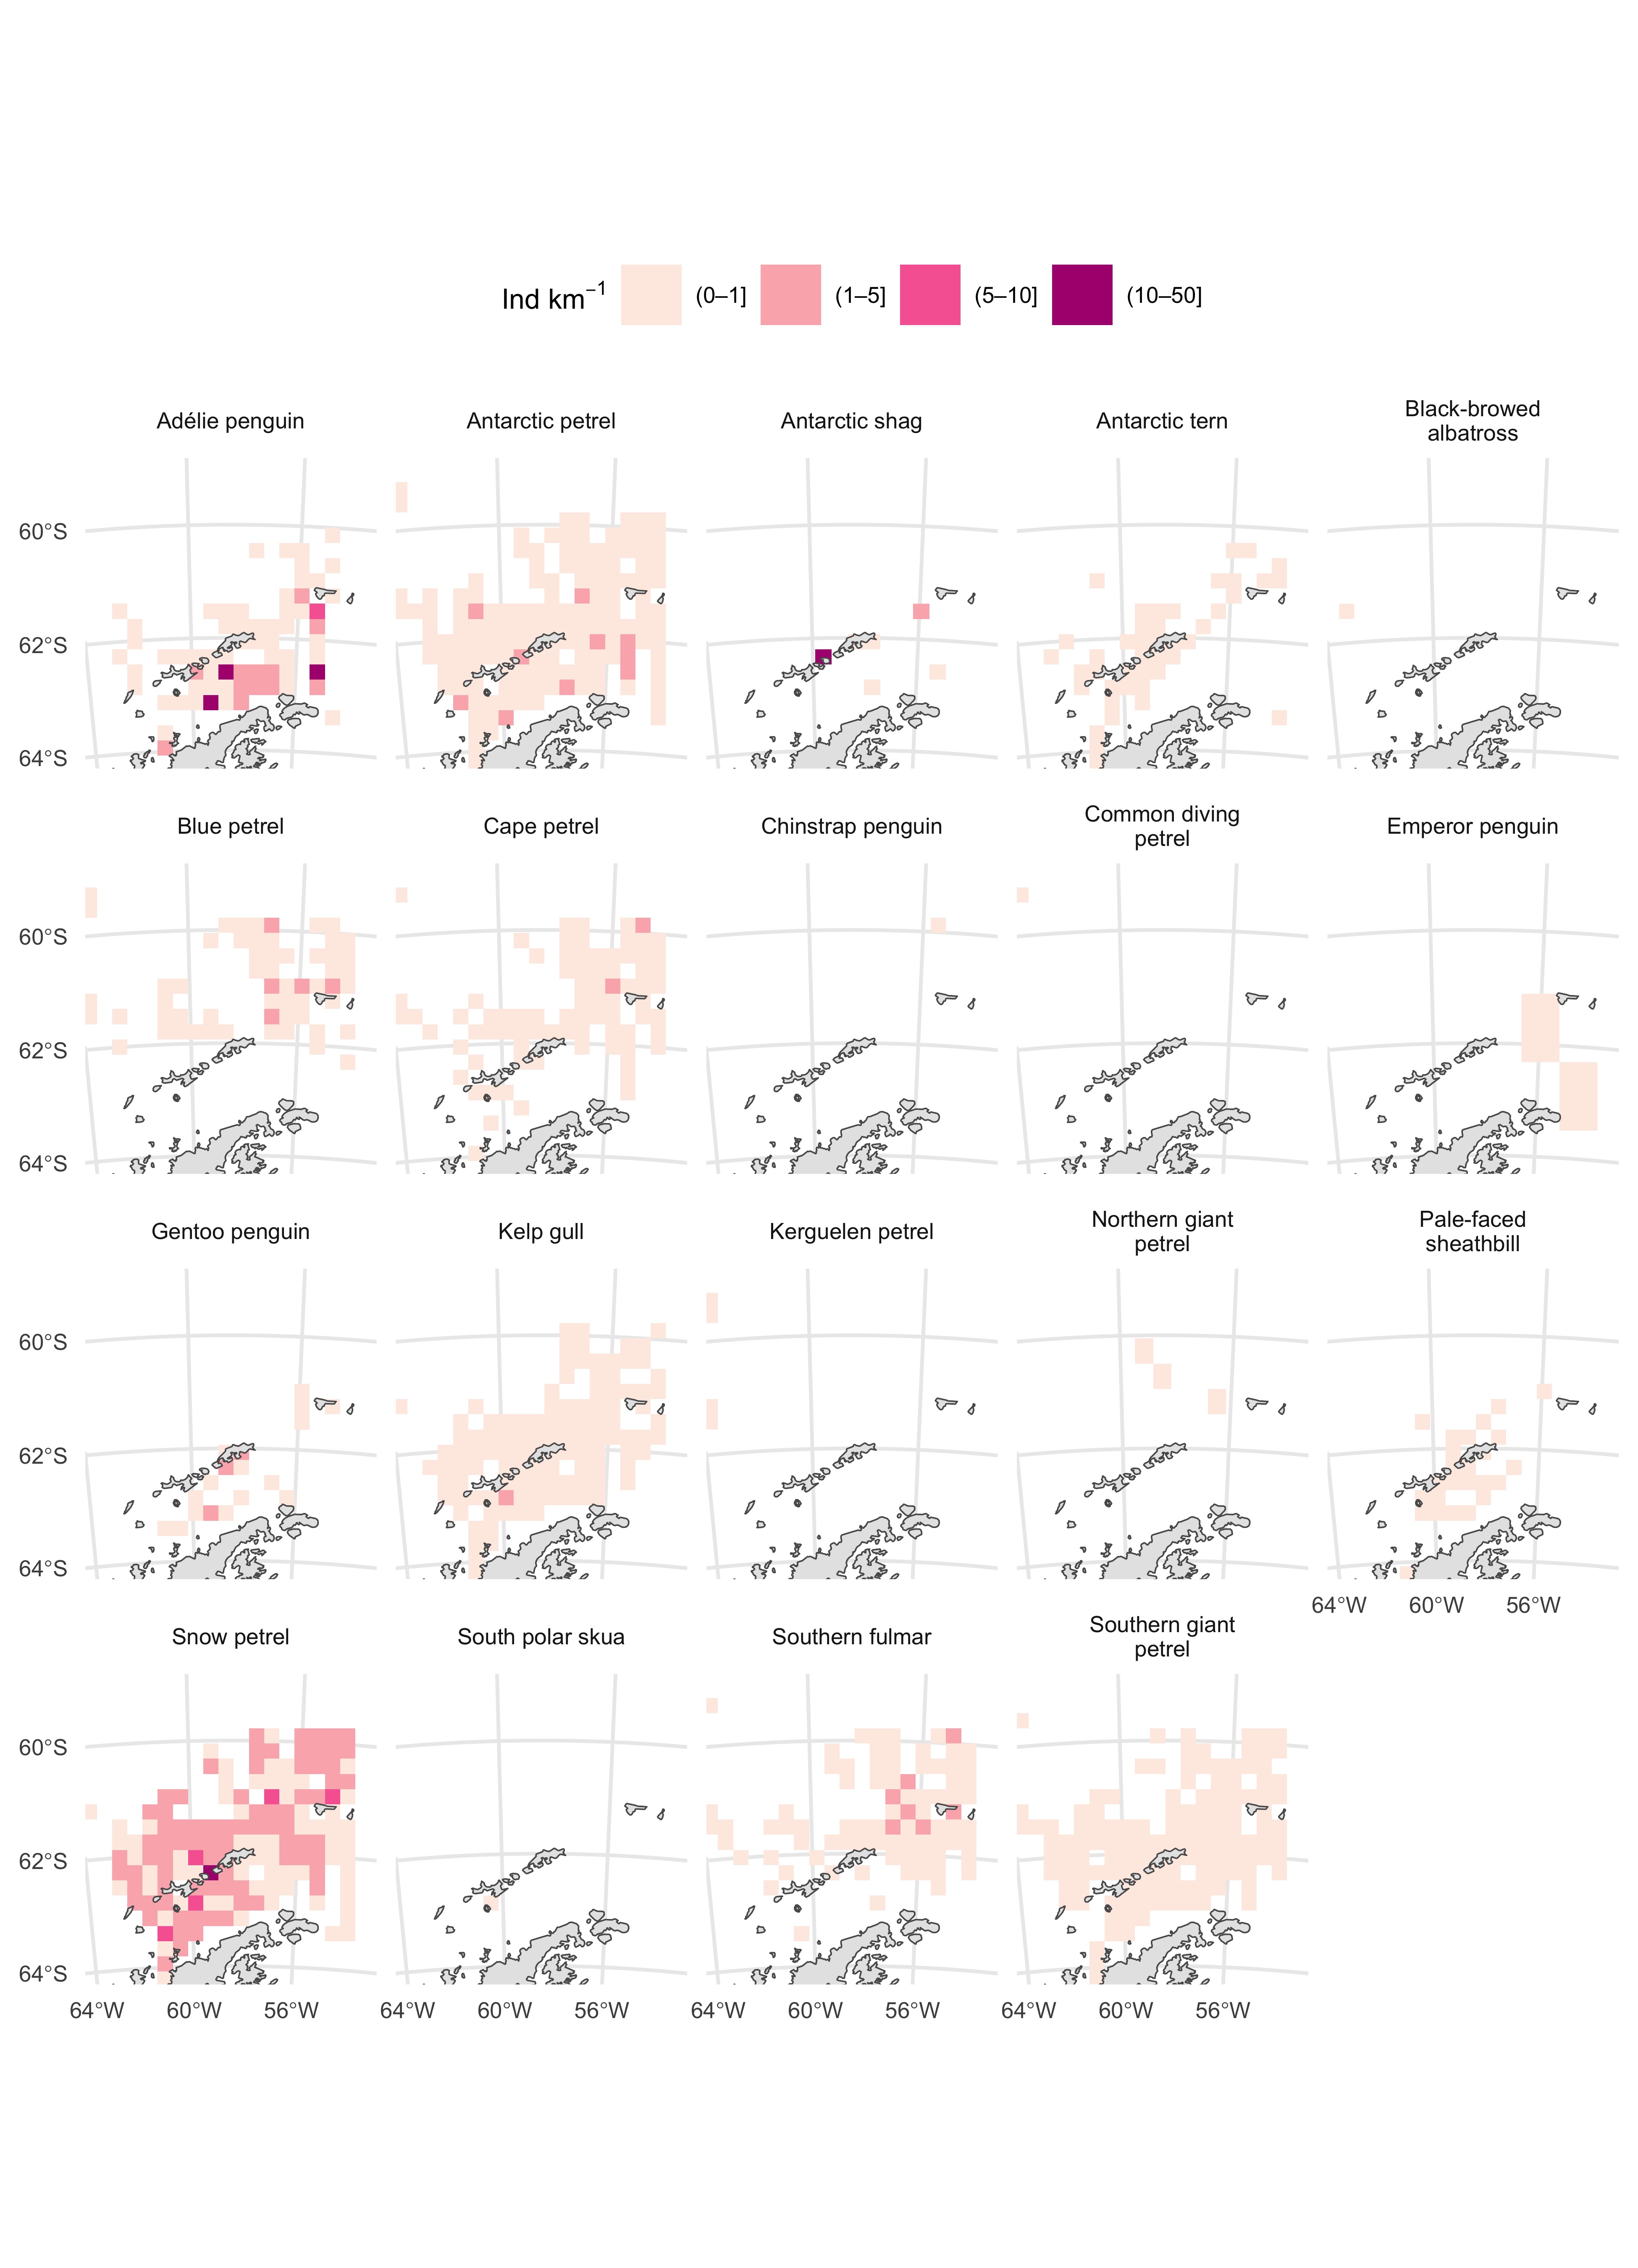 Ind km⁻¹ (0–1] (1–5] (5–10] (10–50]
Adélie penguin
Antarctic petrel
Antarctic shag
Antarctic tern
Black-browed
albatross
60°S
62°S
64°S
Blue petrel
Cape petrel
Chinstrap penguin
Common diving
petrel
Emperor penguin
60°S
62°S
64°S
Gentoo penguin
Kelp gull
Kerguelen petrel
Northern giant
petrel
Pale-faced
sheathbill
60°S
62°S
64°S
64°W 60°W 56°W
Snow petrel
South polar skua
Southern fulmar
Southern giant
petrel
60°S
62°S
64°S
64°W 60°W 56°W
64°W 60°W 56°W
64°W 60°W 56°W
64°W 60°W 56°W